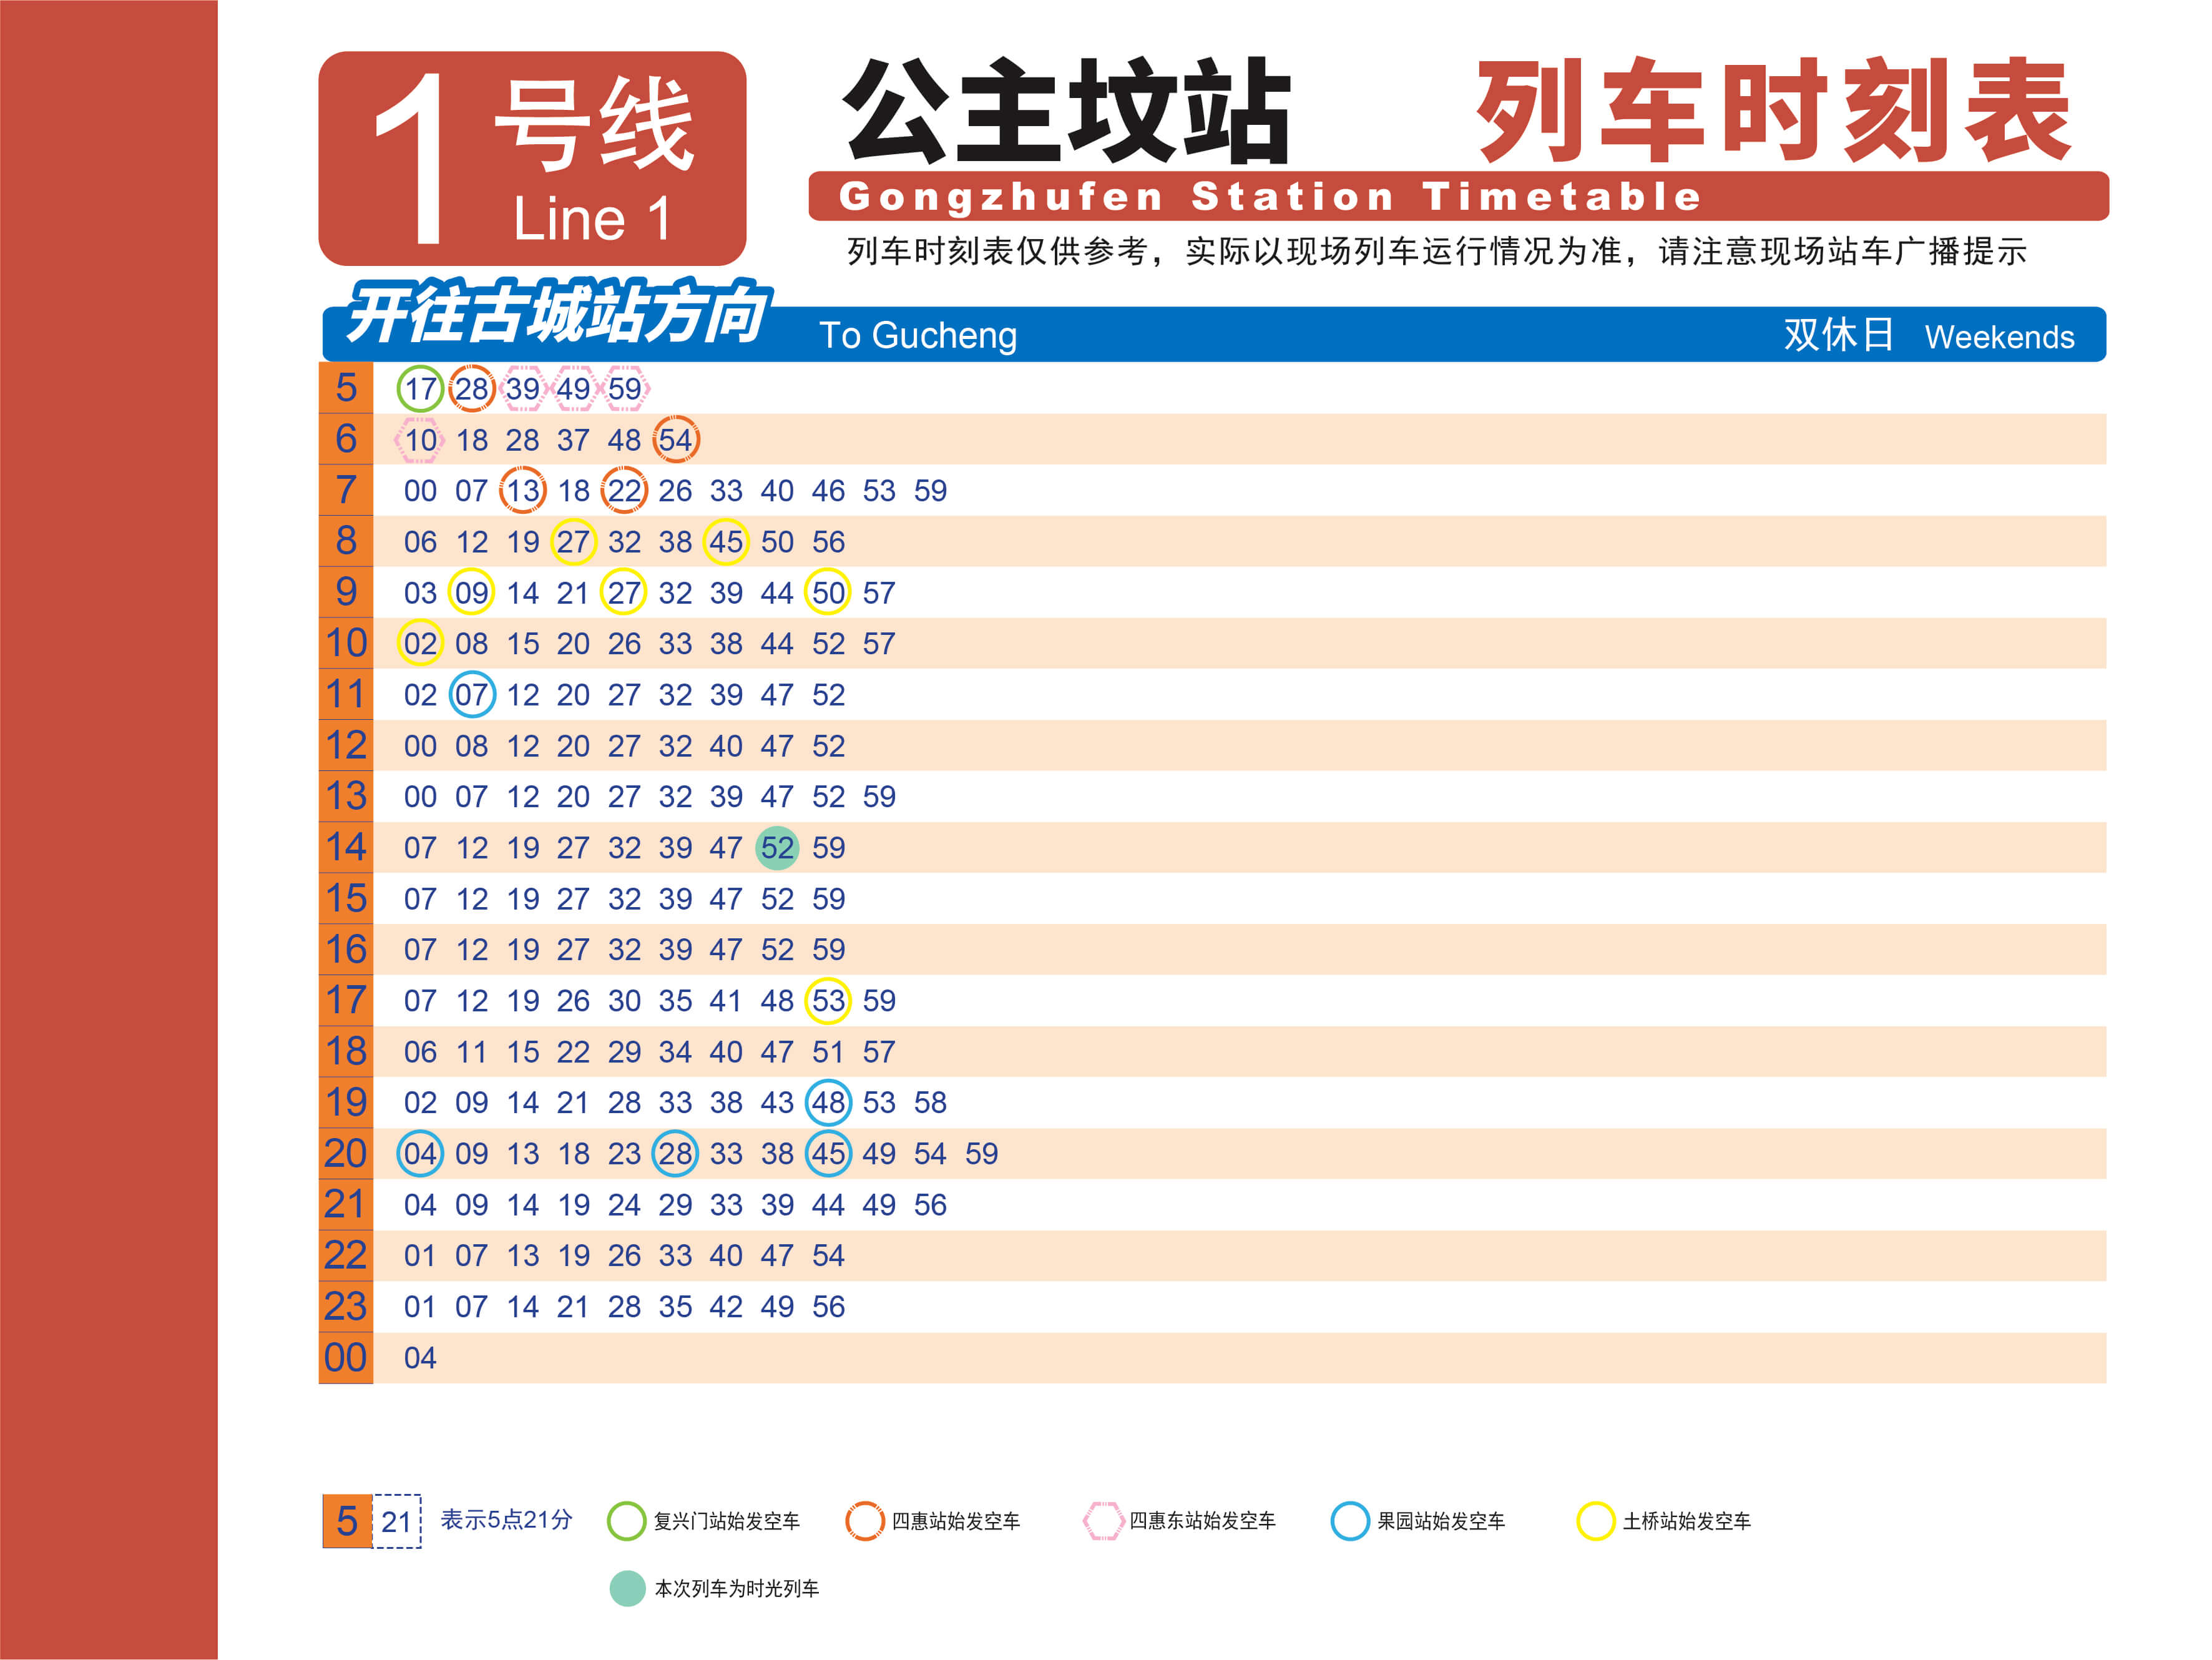 1号线
Line 1
公主坟站 列车时刻表
Gongzhufen Station Timetable
列车时刻表仅供参考，实际以现场列车运行情况为准，请注意现场站车广播提示
开往古城站方向 To Gucheng 双休日 Weekends
5 17 28 39 49 59
6 10 18 28 37 48 54
7 00 07 13 18 22 26 33 40 46 53 59
8 06 12 19 27 32 38 45 50 56
9 03 09 14 21 27 32 39 44 50 57
10 02 08 15 20 26 33 38 44 52 57
11 02 07 12 20 27 32 39 47 52
12 00 08 12 20 27 32 40 47 52
13 00 07 12 20 27 32 39 47 52 59
14 07 12 19 27 32 39 47 52 59
15 07 12 19 27 32 39 47 52 59
16 07 12 19 27 32 39 47 52 59
17 07 12 19 26 30 35 41 48 53 59
18 06 11 15 22 29 34 40 47 51 57
19 02 09 14 21 28 33 38 43 48 53 58
20 04 09 13 18 23 28 33 38 45 49 54 59
21 04 09 14 19 24 29 33 39 44 49 56
22 01 07 13 19 26 33 40 47 54
23 01 07 14 21 28 35 42 49 56
00 04
5 21 表示5点21分 复兴门站始发空车 四惠站始发空车 四惠东站始发空车 果园站始发空车 土桥站始发空车
本次列车为时光列车